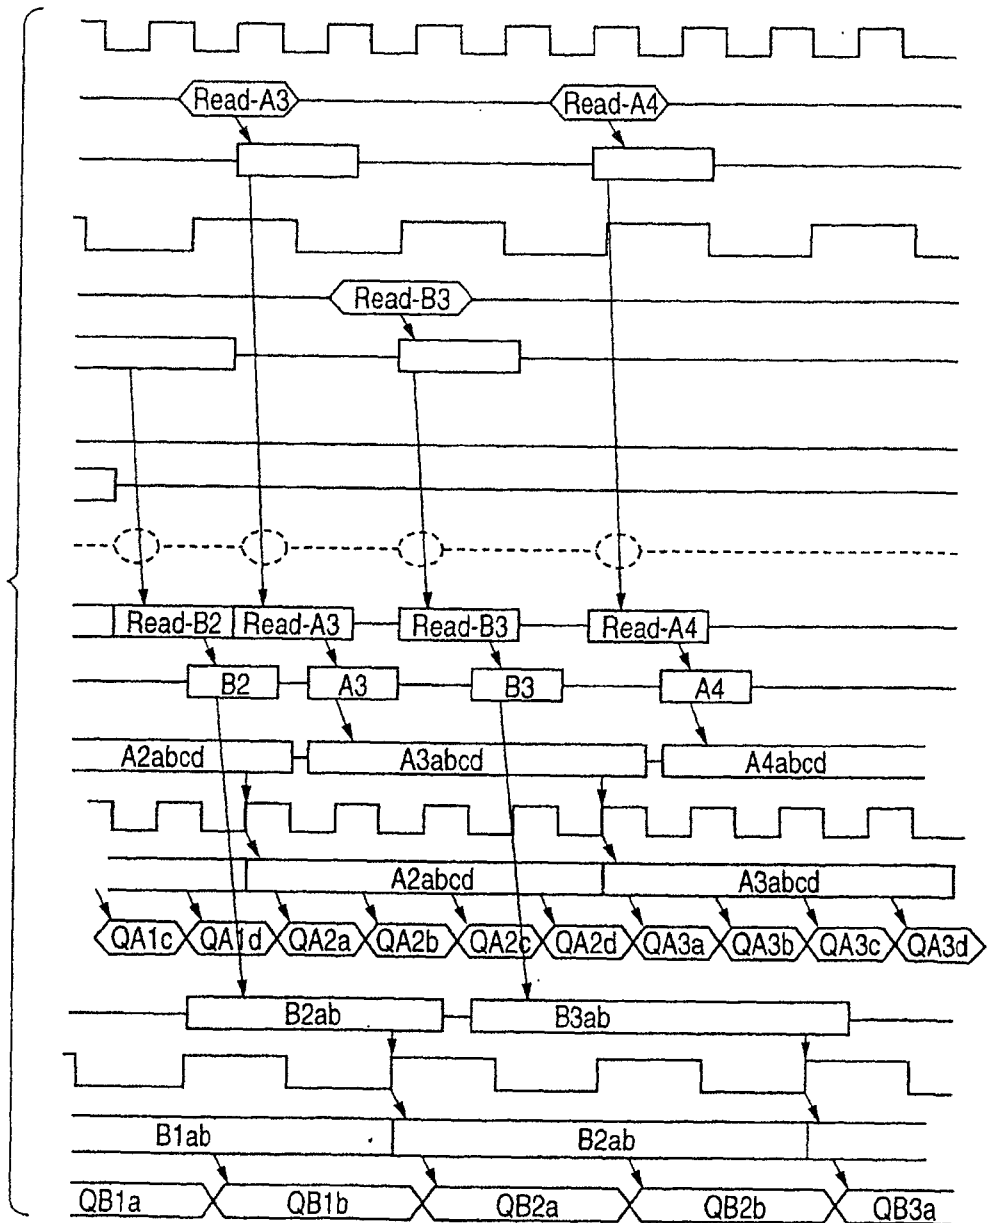 Read-A3 Read-A4
Read-B3
Read-B2 Read-A3 Read-B3 Read-A4
B2 A3 B3 A4
A2abcd A3abcd A4abcd
A2abcd A3abcd
QA1c QA1d QA2a QA2b QA2c QA2d QA3a QA3b QA3c QA3d
B2ab B3ab
B1ab B2ab
QB1a QB1b QB2a QB2b QB3a